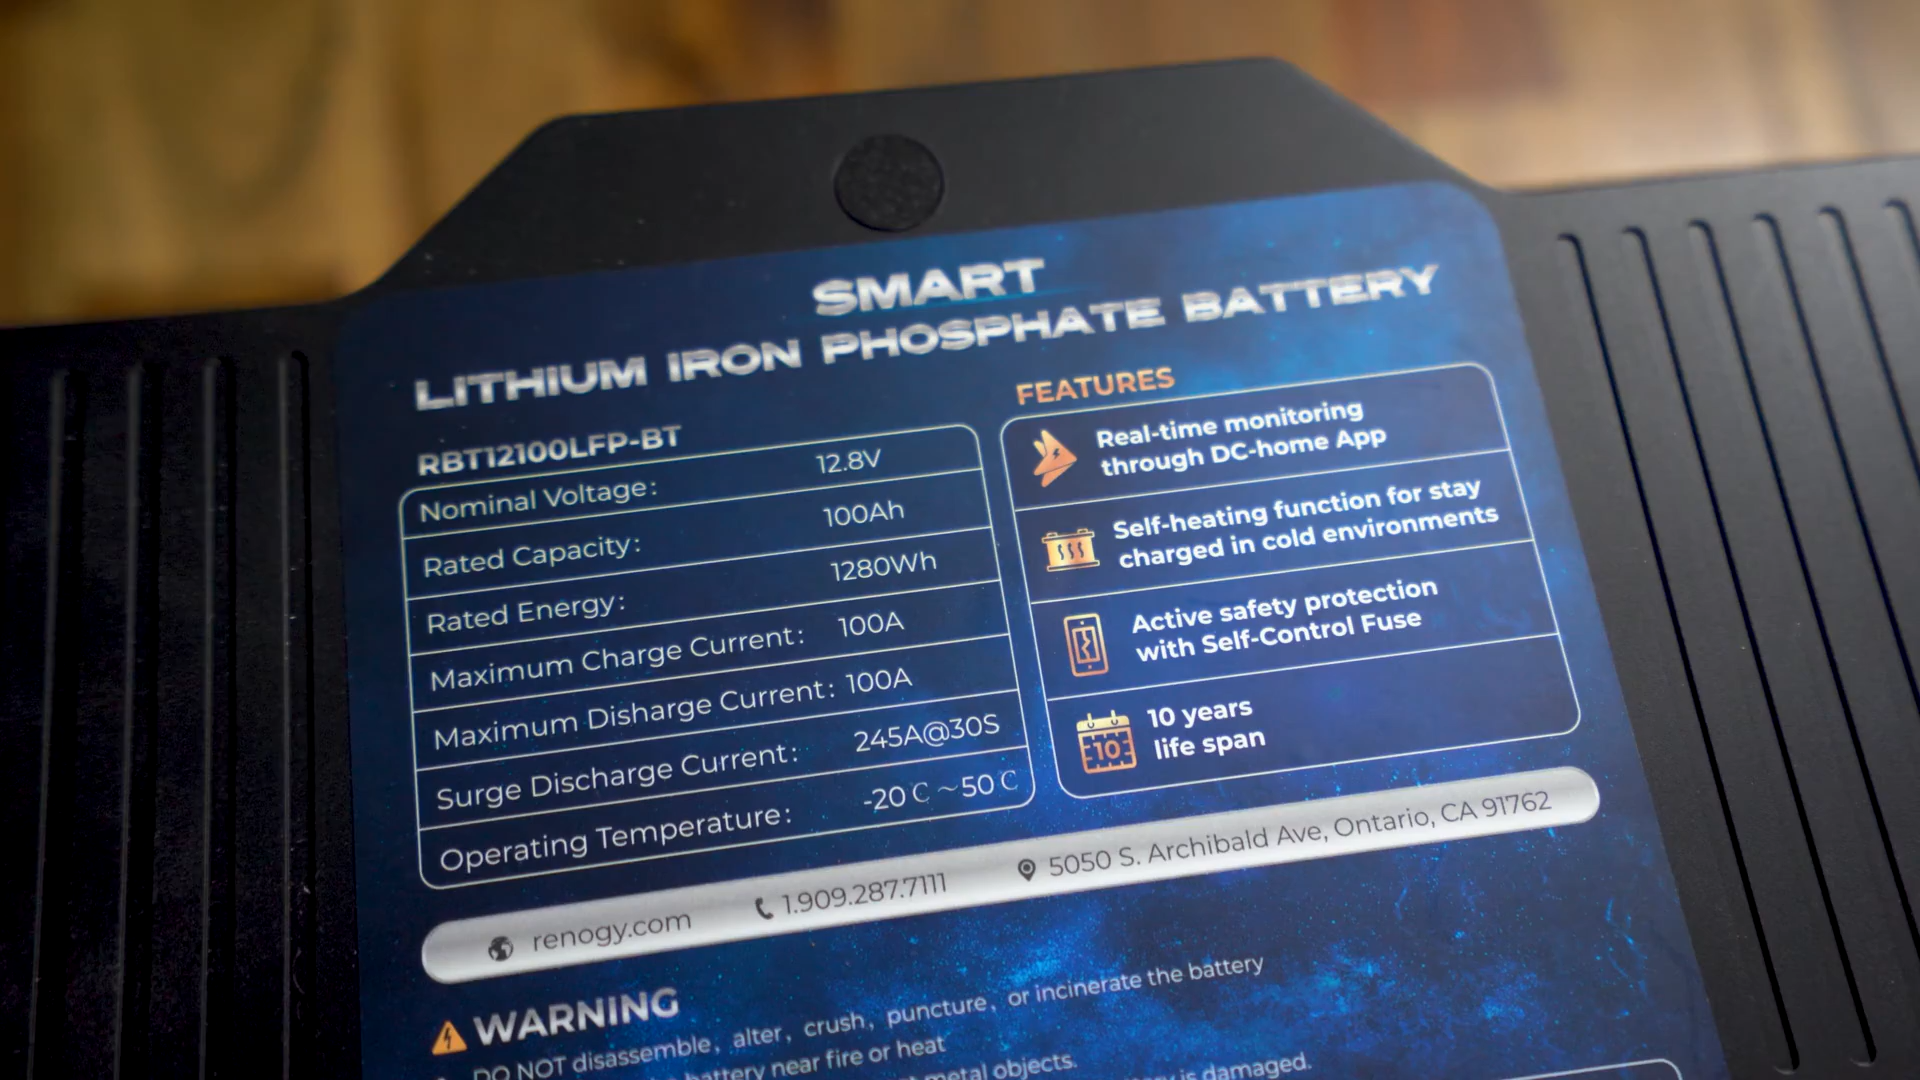 SMART
LITHIUM IRON PHOSPHATE BATTERY
RBT12100LFP-BT
Nominal Voltage: 12.8V
Rated Capacity: 100Ah
Rated Energy: 1280Wh
Maximum Charge Current: 100A
Maximum Disharge Current: 100A
Surge Discharge Current: 245A@30S
Operating Temperature: -20℃~50℃
FEATURES
Real-time monitoring
through DC-home App
Self-heating function for stay
charged in cold environments
Active safety protection
with Self-Control Fuse
10
10 years
life span
renogy.com 1.909.287.7111 5050 S. Archibald Ave, Ontario, CA 91762
WARNING
DO NOT disassemble, alter, crush, puncture, or incinerate the battery
battery near fire or heat
metal objects.
is damaged.